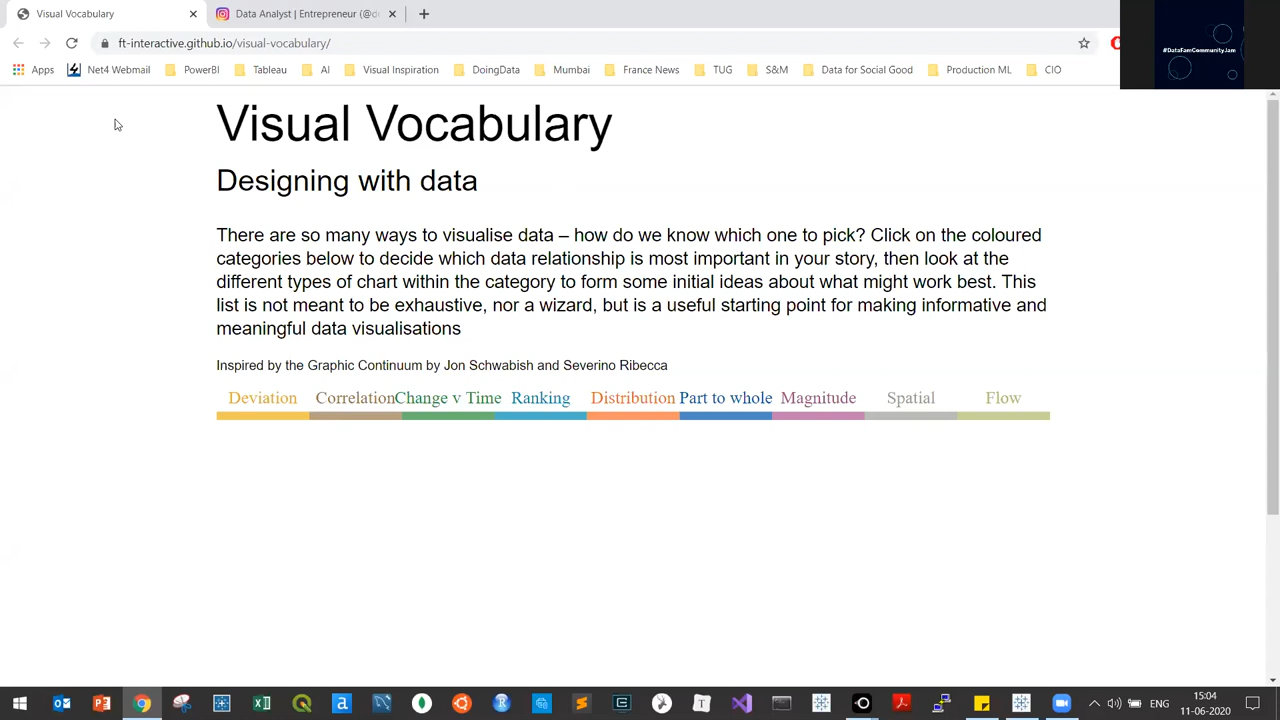 Visual Vocabulary
Data Analyst | Entrepreneur (@d
ft-interactive.github.io/visual-vocabulary/
Apps Net4 Webmail PowerBI Tableau AI Visual Inspiration DoingData Mumbai France News TUG S&M Data for Social Good Production ML CIO
#DataFamCommunityJam
Visual Vocabulary
Designing with data
There are so many ways to visualise data – how do we know which one to pick? Click on the coloured
categories below to decide which data relationship is most important in your story, then look at the
different types of chart within the category to form some initial ideas about what might work best. This
list is not meant to be exhaustive, nor a wizard, but is a useful starting point for making informative and
meaningful data visualisations
Inspired by the Graphic Continuum by Jon Schwabish and Severino Ribecca
Deviation Correlation Change v Time Ranking Distribution Part to whole Magnitude Spatial Flow
ENG
15:04
11-06-2020